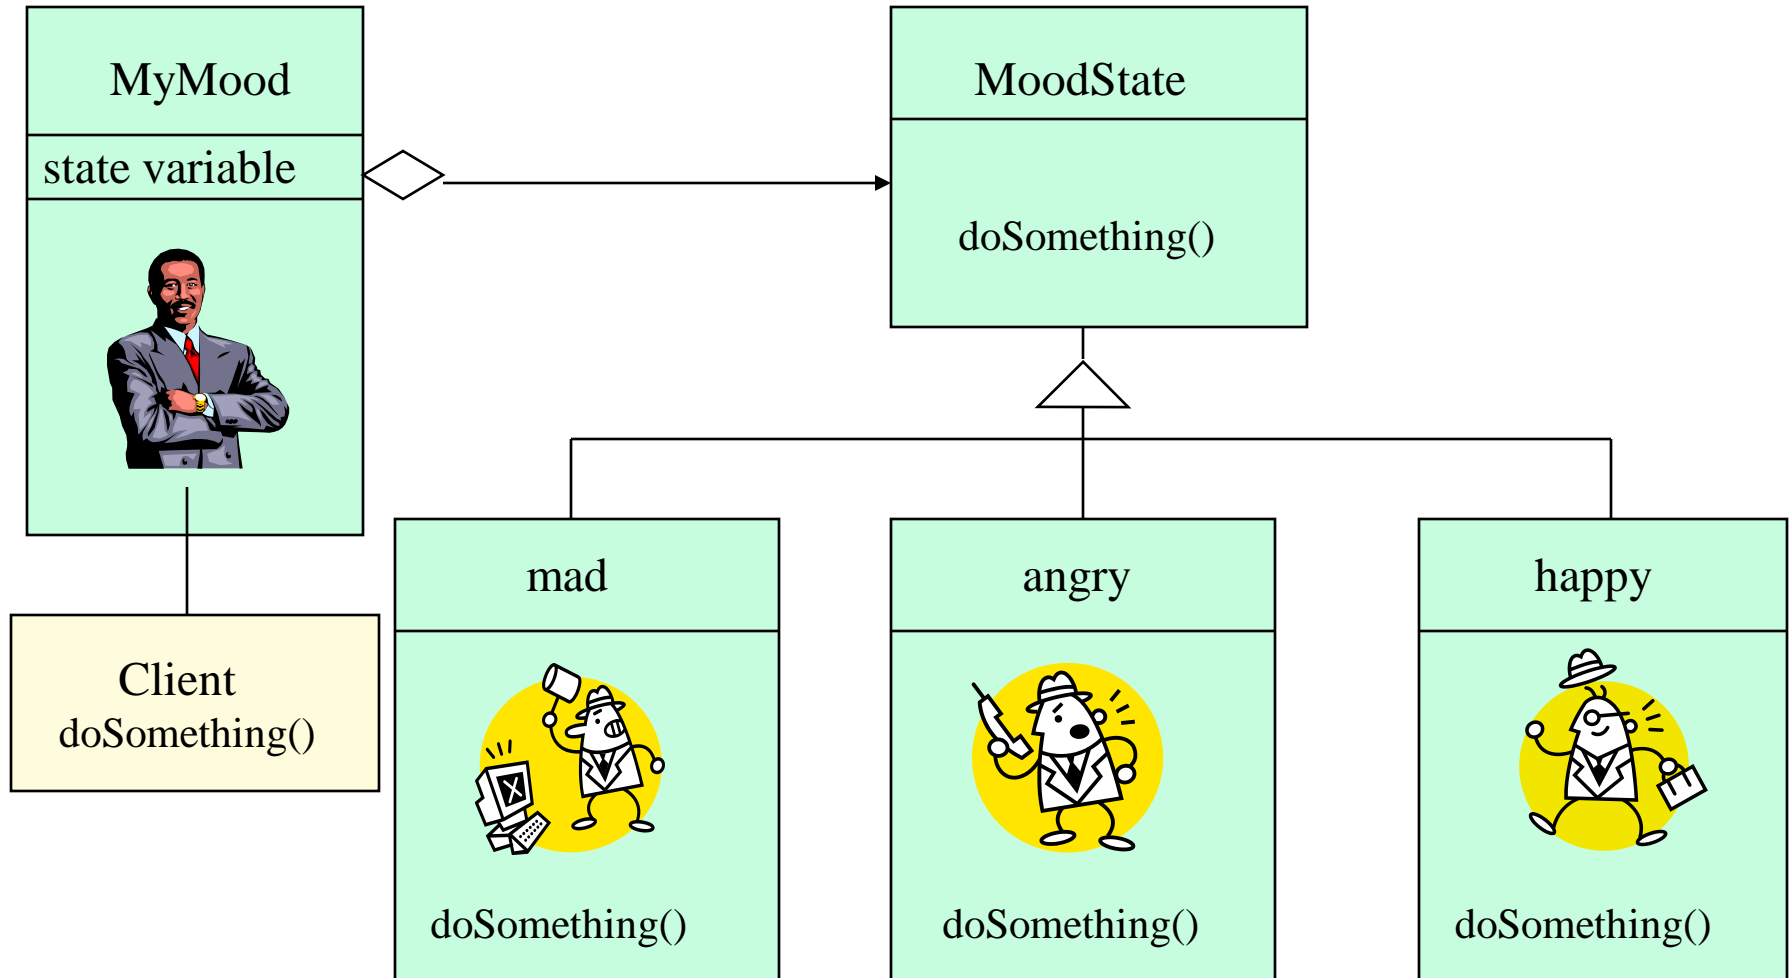 MyMood
state variable
MoodState
doSomething()
Client
doSomething()
mad
doSomething()
angry
doSomething()
happy
doSomething()